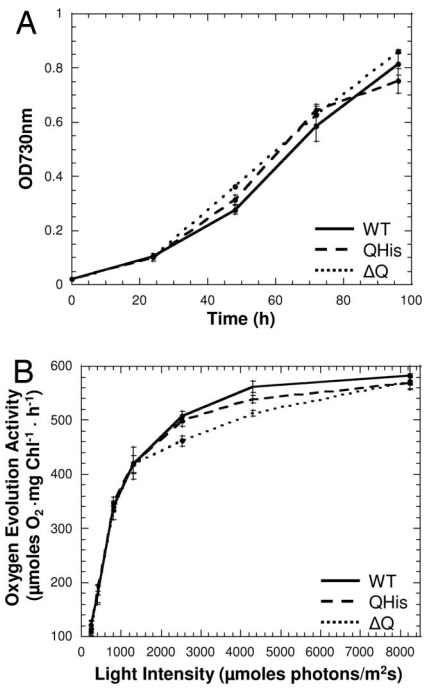 A
1
0.8
0.6
0.4
0.2
0
OD730nm
WT
QHis
ΔQ
0 20 40 60 80 100
Time (h)
B
600
500
400
300
200
100
Oxygen Evolution Activity
(µmoles O₂·mg Chl⁻¹ · h⁻¹)
WT
QHis
ΔQ
0 1000 2000 3000 4000 5000 6000 7000 8000
Light Intensity (µmoles photons/m²s)